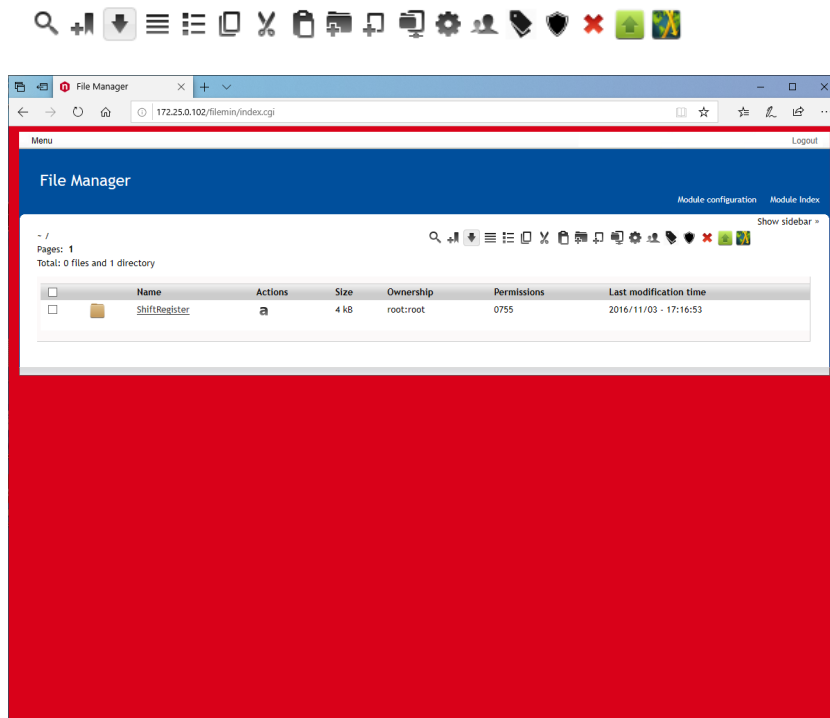 File Manager
172.25.0.102/filemin/index.cgi
Menu
Logout
File Manager
Module configuration Module Index
Show sidebar »
~ /
Pages: 1
Total: 0 files and 1 directory
Name Actions Size Ownership Permissions Last modification time
ShiftRegister a 4 kB root:root 0755 2016/11/03 - 17:16:53